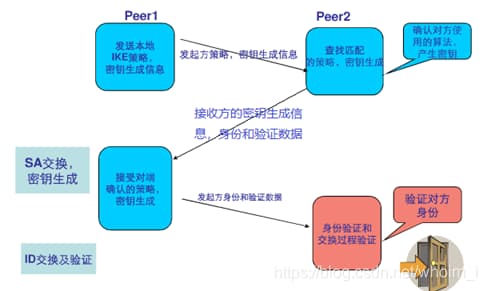 Peer1
Peer2
发送本地
IKE策略,
密钥生成信息
发起方策略,密钥生成信息
查找匹配
的策略,密钥生成
确认对方使
用的算法,
产生密钥
接收方的密钥生成信
息,身份和验证数据
SA交换,
密钥生成
接受对端
确认的策略,
密钥生成
发起方身份和验证数据
身份验证和
交换过程验证
验证对方
身份
ID交换及验证
https://blog.csdn.net/whoim_i